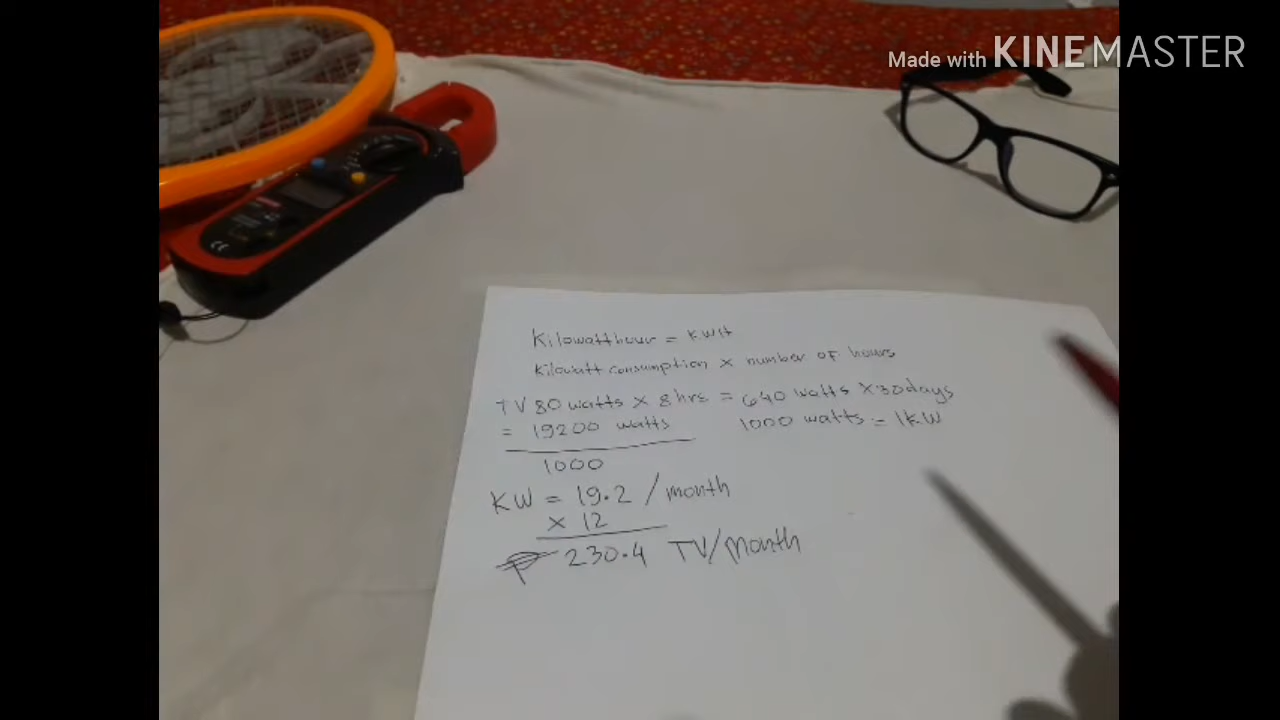 Made with KINEMASTER
Kilowatthour = KWH
Kilowatt consumption x number of hours
TV 80 watts x 8 hrs = 640 watts x 30 days
= 19200 watts 1000 watts = 1KW
1000
KW = 19.2 / month
x 12
₱ 230.4 TV/Month
CE